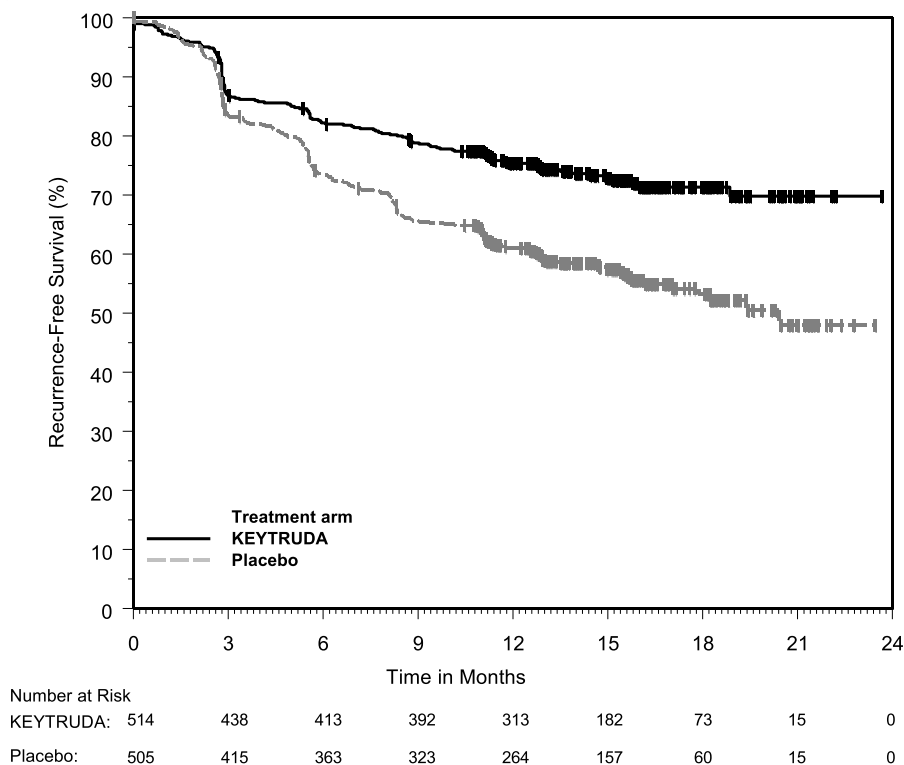 100
90
80
70
60
50
40
30
20
10
0
Recurrence-Free Survival (%)
Treatment arm
KEYTRUDA
Placebo
0 3 6 9 12 15 18 21 24
Time in Months
Number at Risk
KEYTRUDA: 514 438 413 392 313 182 73 15 0
Placebo: 505 415 363 323 264 157 60 15 0